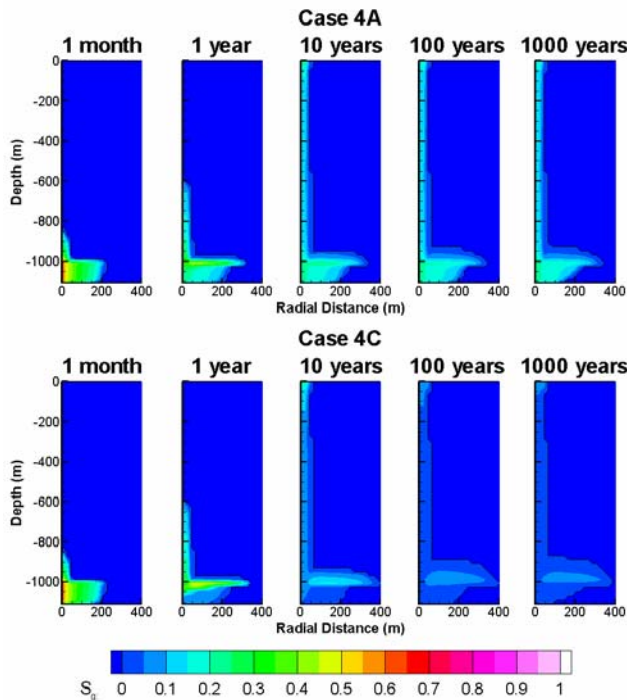 Case 4A
1 month 1 year 10 years 100 years 1000 years
0
-200
-400
-600
-800
-1000
Depth (m)
0 200 400 0 200 400 0 200 400 0 200 400 0 200 400
Radial Distance (m)
Case 4C
1 month 1 year 10 years 100 years 1000 years
0
-200
-400
-600
-800
-1000
Depth (m)
0 200 400 0 200 400 0 200 400 0 200 400 0 200 400
Radial Distance (m)
0 0.1 0.2 0.3 0.4 0.5 0.6 0.7 0.8 0.9 1